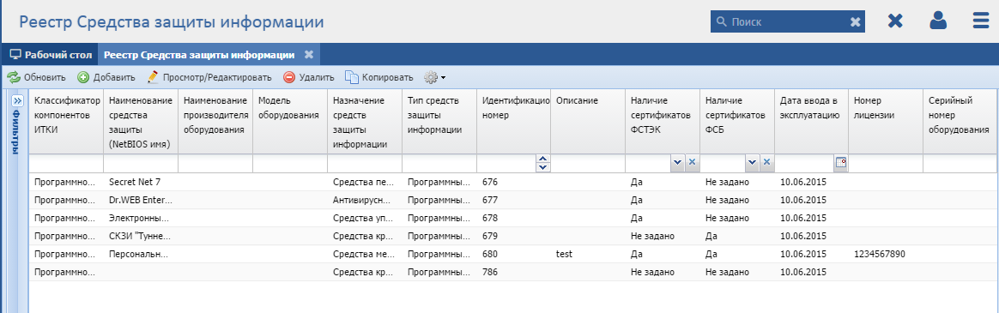 Реестр Средства защиты информации
Поиск
Рабочий стол Реестр Средства защиты информации
Обновить Добавить Просмотр/Редактировать Удалить Копировать
Фильтры
Классификатор компонентов ИТКИ
Наименование средства защиты (NetBIOS имя)
Наименование производителя оборудования
Модель оборудования
Назначение средств защиты информации
Тип средств защиты информации
Идентификацио номер
Описание
Наличие сертификатов ФСТЭК
Наличие сертификатов ФСБ
Дата ввода в эксплуатацию
Номер лицензии
Серийный номер оборудования
Программно... Secret Net 7 Средства пе... Программны... 676 Да Не задано 10.06.2015
Программно... Dr.WEB Enter... Антивирусн... Программны... 677 Да Не задано 10.06.2015
Программно... Электронны... Средства уп... Программны... 678 Да Не задано 10.06.2015
Программно... СКЗИ "Тунне... Средства кр... Программны... 679 Не задано Да 10.06.2015
Программно... Персональн... Средства ме... Программны... 680 test Да Да 10.06.2015 1234567890
Программно... Средства кр... Программны... 786 Не задано Не задано 10.06.2015